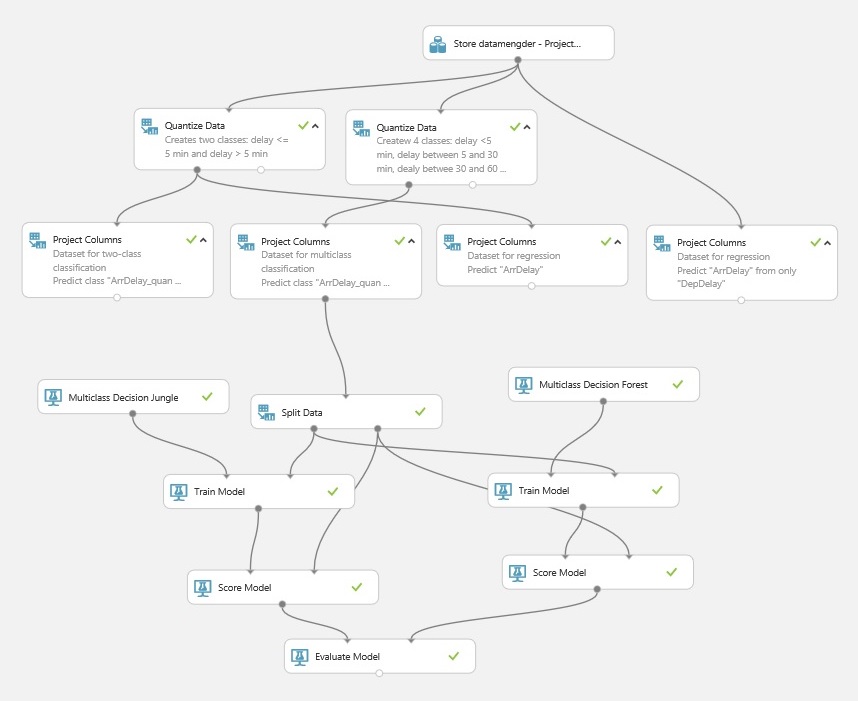 Store datamengder - Project...
Quantize Data
Creates two classes: delay <=
5 min and delay > 5 min
Quantize Data
Createw 4 classes: delay <5
min, delay between 5 and 30
min, dealy betwee 30 and 60 ...
Project Columns
Dataset for two-class
classification
Predict class "ArrDelay_quan ...
Project Columns
Dataset for multiclass
classification
Predict class "ArrDelay_quan ...
Project Columns
Dataset for regression
Predict "ArrDelay"
Project Columns
Dataset for regression
Predict "ArrDelay" from only
"DepDelay"
Multiclass Decision Jungle
Split Data
Multiclass Decision Forest
Train Model
Train Model
Score Model
Score Model
Evaluate Model